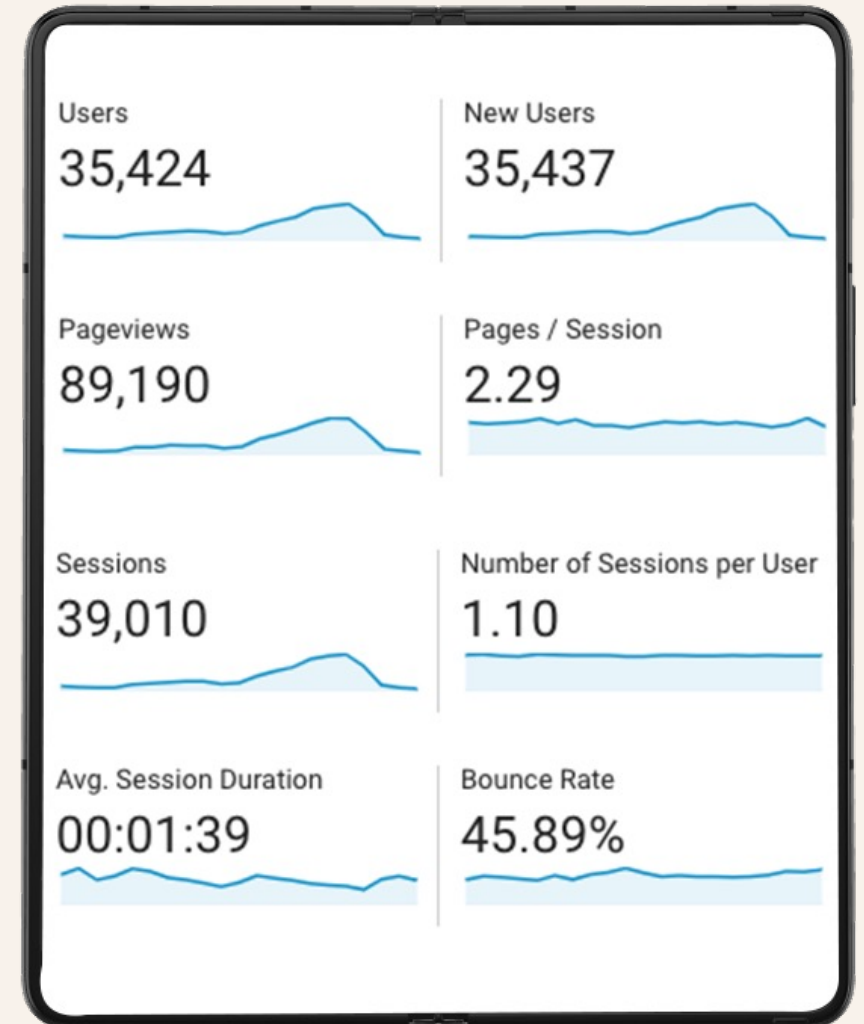 Users
35,424
New Users
35,437
Pageviews
89,190
Pages / Session
2.29
Sessions
39,010
Number of Sessions per User
1.10
Avg. Session Duration
00:01:39
Bounce Rate
45.89%